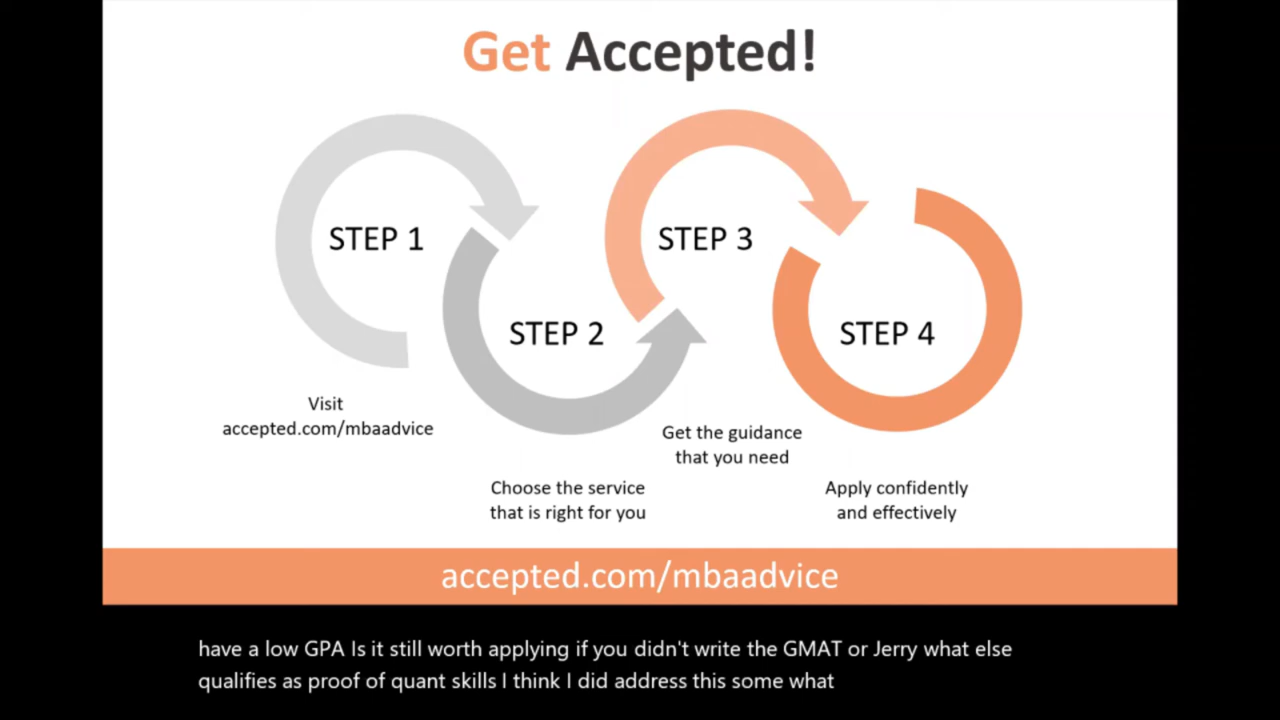 Get Accepted!
STEP 1
STEP 3
STEP 2
STEP 4
Visit
accepted.com/mbaadvice
Get the guidance
that you need
Choose the service
that is right for you
Apply confidently
and effectively
accepted.com/mbaadvice
have a low GPA Is it still worth applying if you didn't write the GMAT or Jerry what else
qualifies as proof of quant skills I think I did address this some what